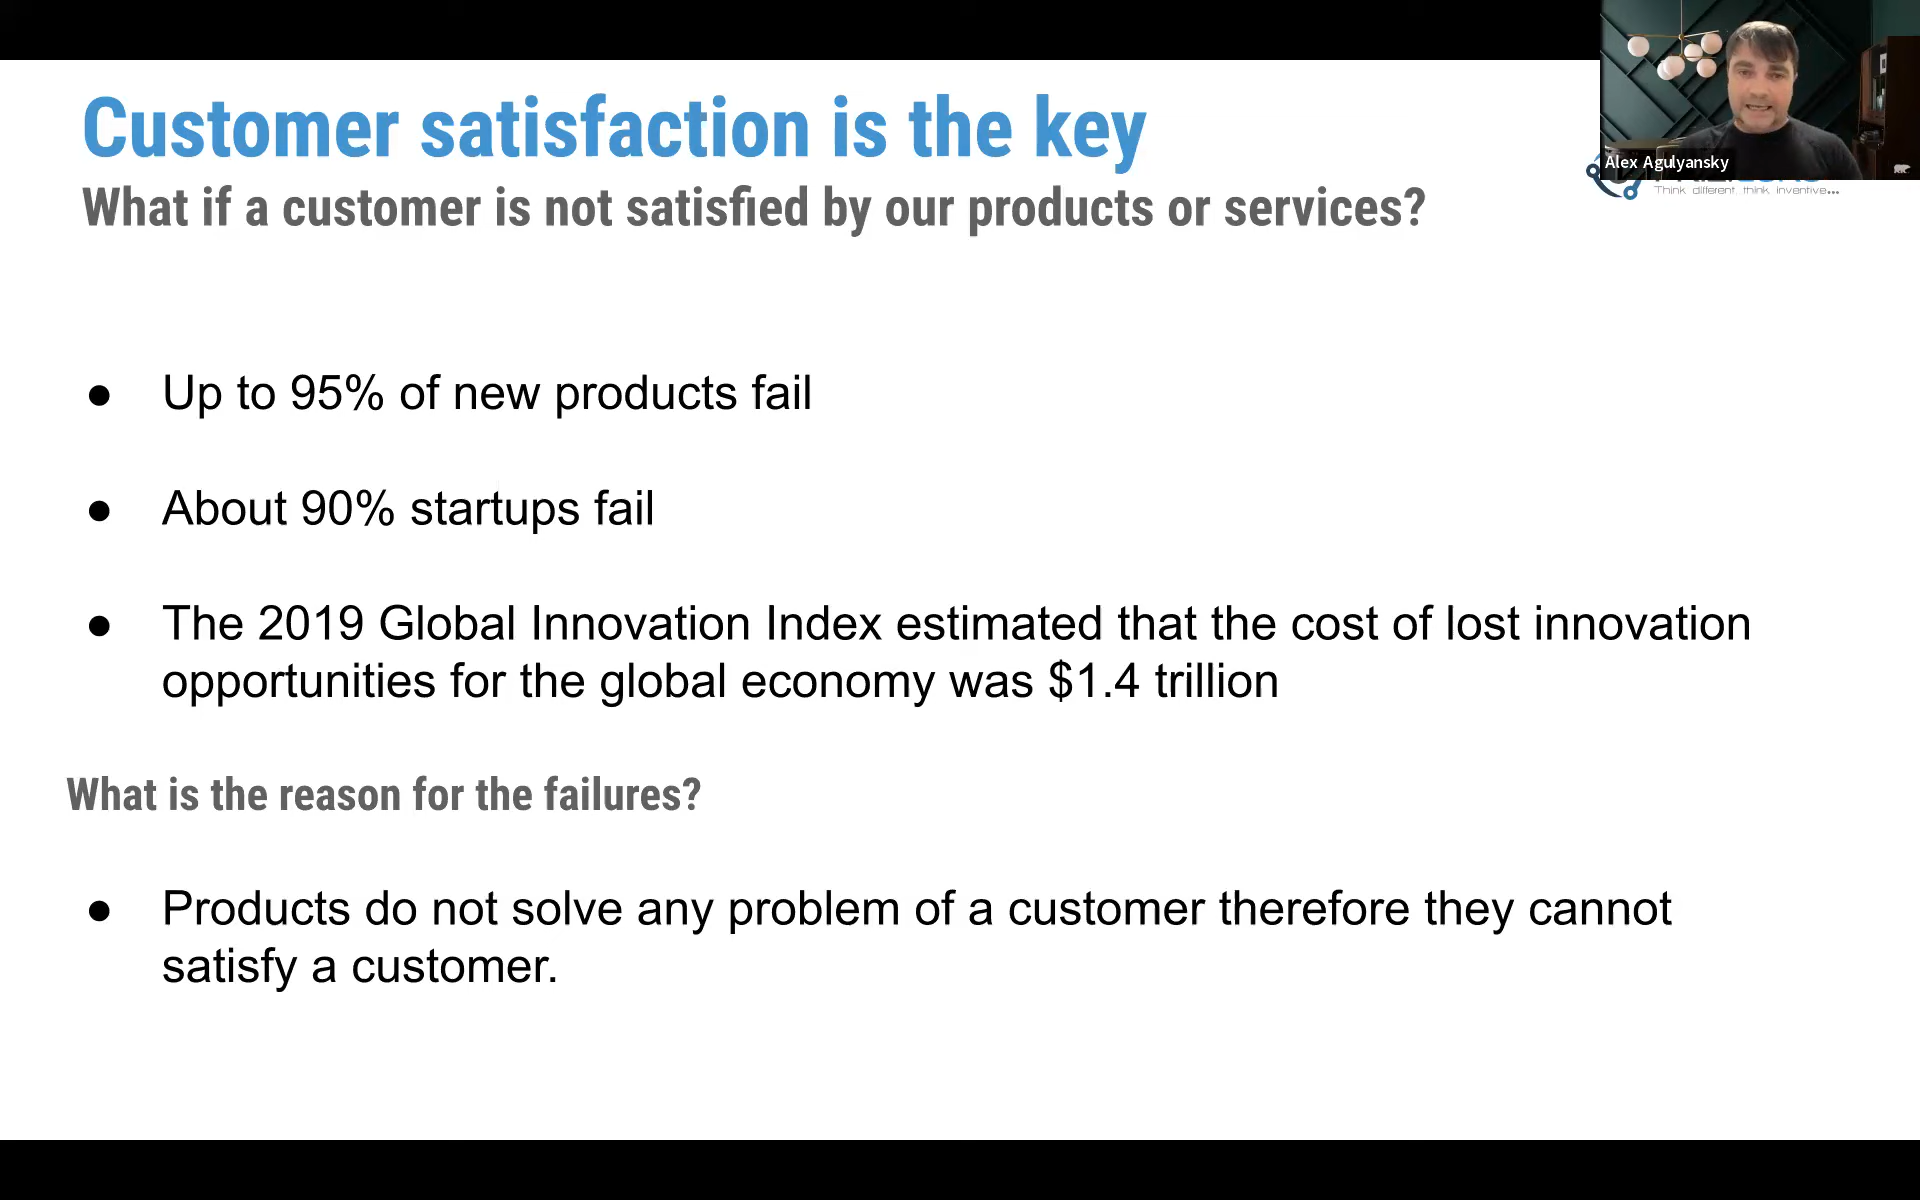 Customer satisfaction is the key
What if a customer is not satisfied by our products or services?
Alex Agulyansky
Think different, think inventive...
● Up to 95% of new products fail
● About 90% startups fail
● The 2019 Global Innovation Index estimated that the cost of lost innovation
opportunities for the global economy was $1.4 trillion
What is the reason for the failures?
● Products do not solve any problem of a customer therefore they cannot
satisfy a customer.